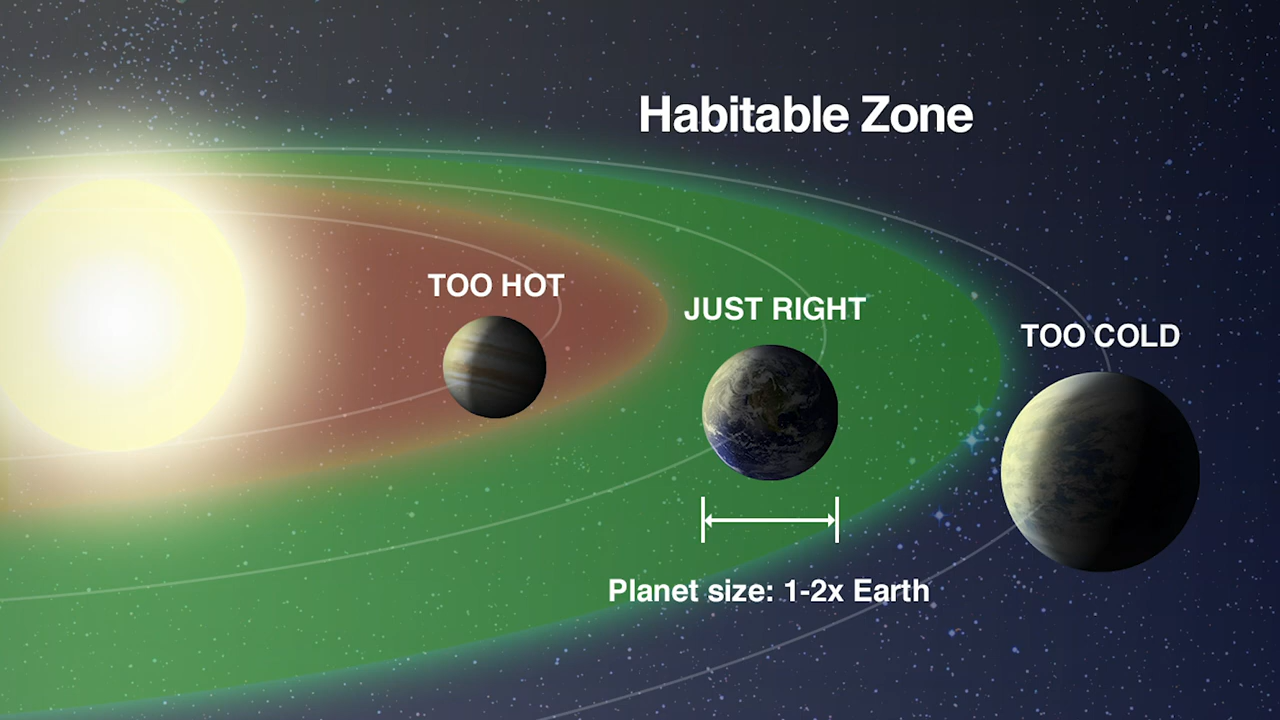 Habitable Zone
TOO HOT
JUST RIGHT
TOO COLD
Planet size: 1-2x Earth